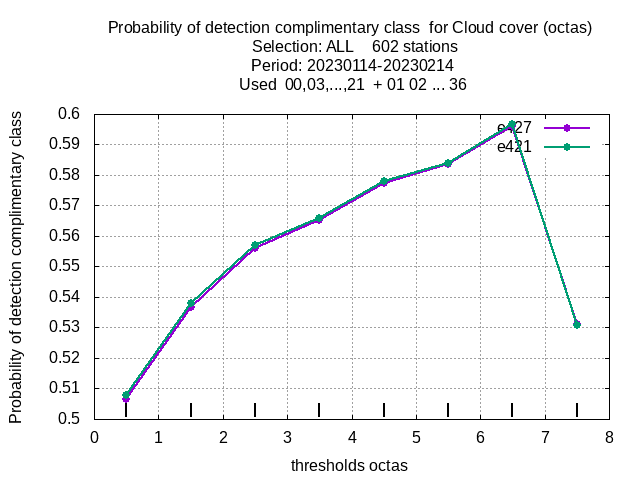 Probability of detection complimentary class  for Cloud cover (octas)
Selection: ALL    602 stations
Period: 20230114-20230214
Used  00,03,...,21  + 01 02 ... 36
Probability of detection complimentary class
0.6
0.59
0.58
0.57
0.56
0.55
0.54
0.53
0.52
0.51
0.5
e427
e421
0 1 2 3 4 5 6 7 8
thresholds octas